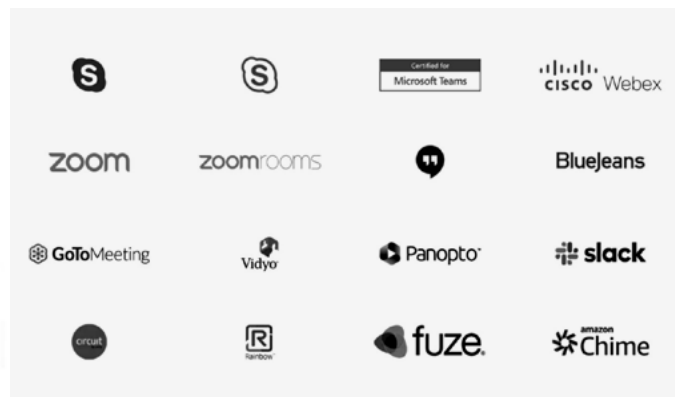 S
S
Certified for
Microsoft Teams
CISCO Webex
zoom
zoomrooms
BlueJeans
GoToMeeting
Vidyo
Panopto
slack
circuit
R
Rainbow
fuze.
amazon
Chime